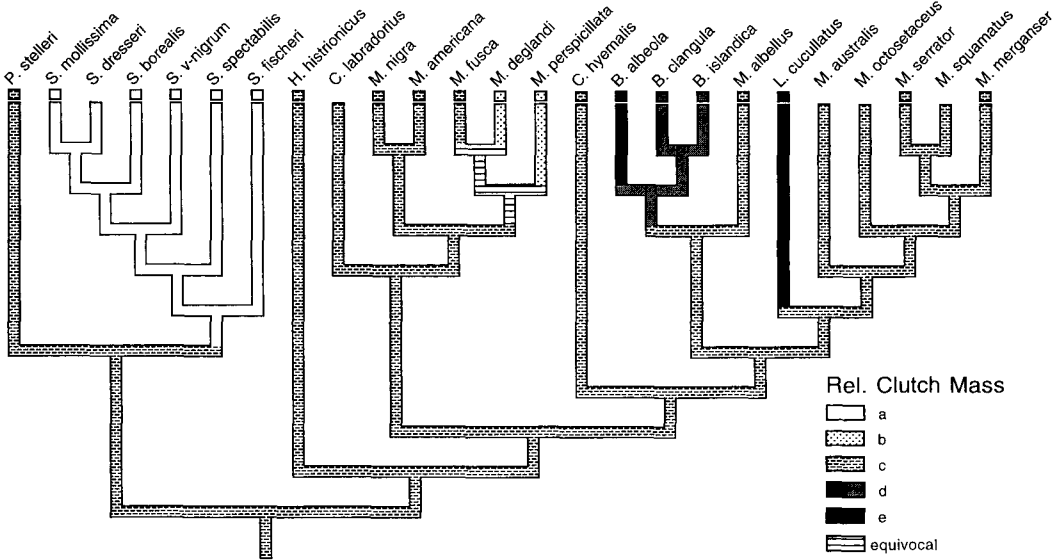 P. stelleri
S. mollissima
S. dresseri
S. borealis
S. v-nigrum
S. spectabilis
S. fischeri
H. histrionicus
C. labradorius
M. nigra
M. americana
M. fusca
M. deglandi
M. perspicillata
C. hyemalis
B. albeola
B. clangula
B. islandica
M. albellus
L. cucullatus
M. australis
M. octosetaceus
M. serrator
M. squamatus
M. merganser
Rel. Clutch Mass
a
b
c
d
e
equivocal